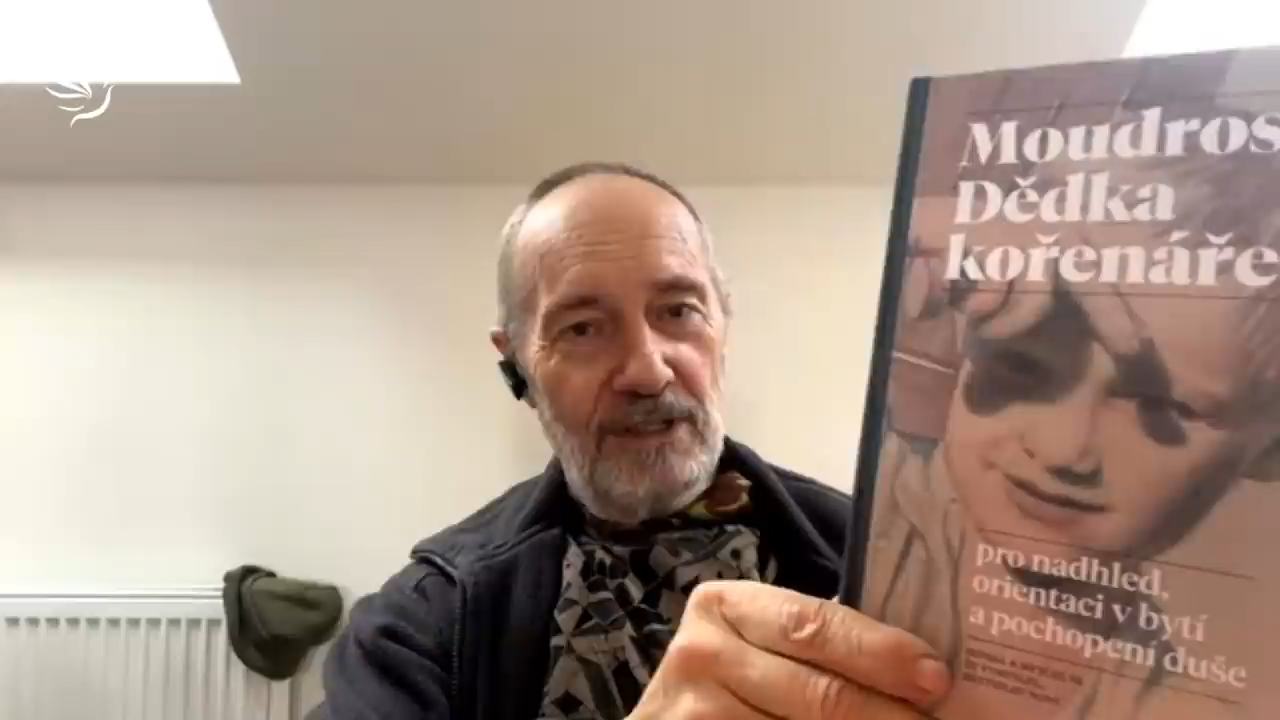 Moudros
Dědka
kořenáře
pro nadhled,
orientaci v bytí
a pochopení duše